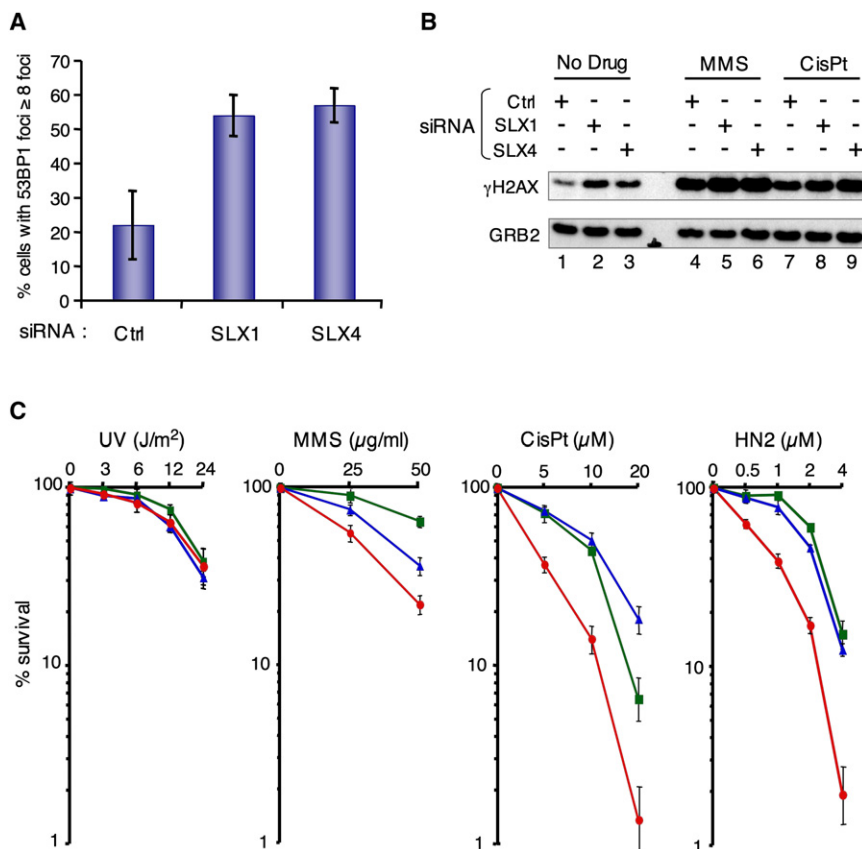 A
% cells with 53BP1 foci ≥ 8 foci
70
60
50
40
30
20
10
0
siRNA : Ctrl SLX1 SLX4
B
No Drug MMS CisPt
siRNA
Ctrl + - - + - - + - -
SLX1 - + - - + - - + -
SLX4 - - + - - + - - +
γH2AX
GRB2
1 2 3 4 5 6 7 8 9
C
% survival
UV (J/m²)
0 3 6 12 24
100
10
1
MMS (µg/ml)
0 25 50
100
10
1
CisPt (µM)
0 5 10 20
100
10
1
HN2 (µM)
0 0.5 1 2 4
100
10
1